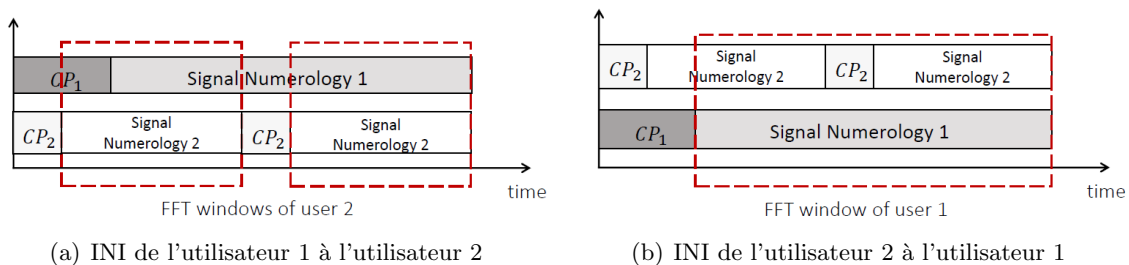 CP1
Signal Numerology 1
CP2
Signal
Numerology 2
CP2
Signal
Numerology 2
time
FFT windows of user 2
(a) INI de l'utilisateur 1 à l'utilisateur 2
CP2
Signal
Numerology 2
CP2
Signal
Numerology 2
CP1
Signal Numerology 1
time
FFT window of user 1
(b) INI de l'utilisateur 2 à l'utilisateur 1